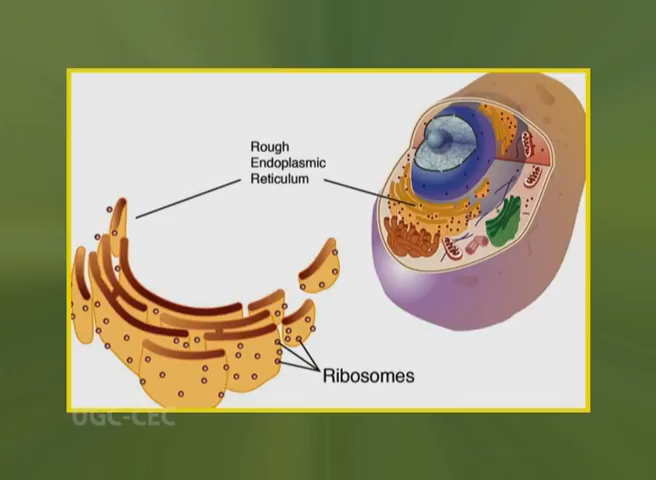 Rough
Endoplasmic
Reticulum
Ribosomes
UGC-CEC